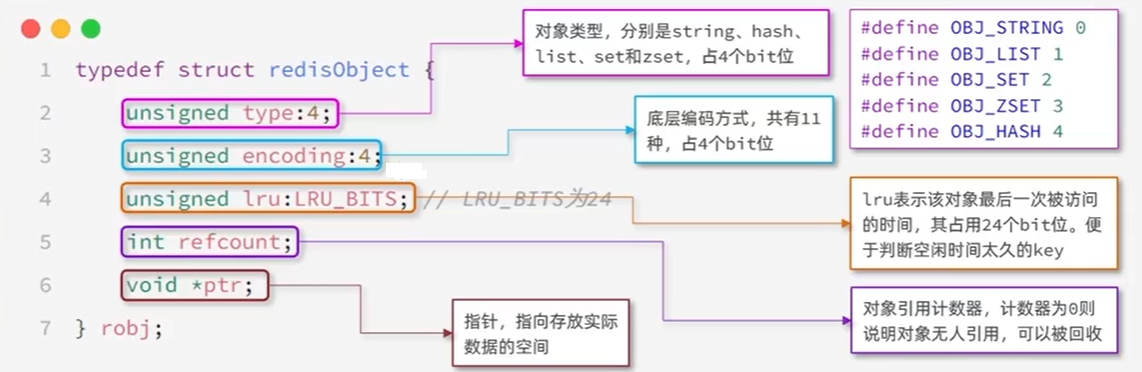 1 typedef struct redisObject {
2 unsigned type:4;
3 unsigned encoding:4;
4 unsigned lru:LRU_BITS; // LRU_BITS为24
5 int refcount;
6 void *ptr;
7 } robj;
对象类型，分别是string、hash、
list、set和zset，占4个bit位
底层编码方式，共有11
种，占4个bit位
#define OBJ_STRING 0
#define OBJ_LIST 1
#define OBJ_SET 2
#define OBJ_ZSET 3
#define OBJ_HASH 4
lru表示该对象最后一次被访问
的时间，其占用24个bit位。便
于判断空闲时间太久的key
对象引用计数器，计数器为0则
说明对象无人引用，可以被回收
指针，指向存放实际
数据的空间